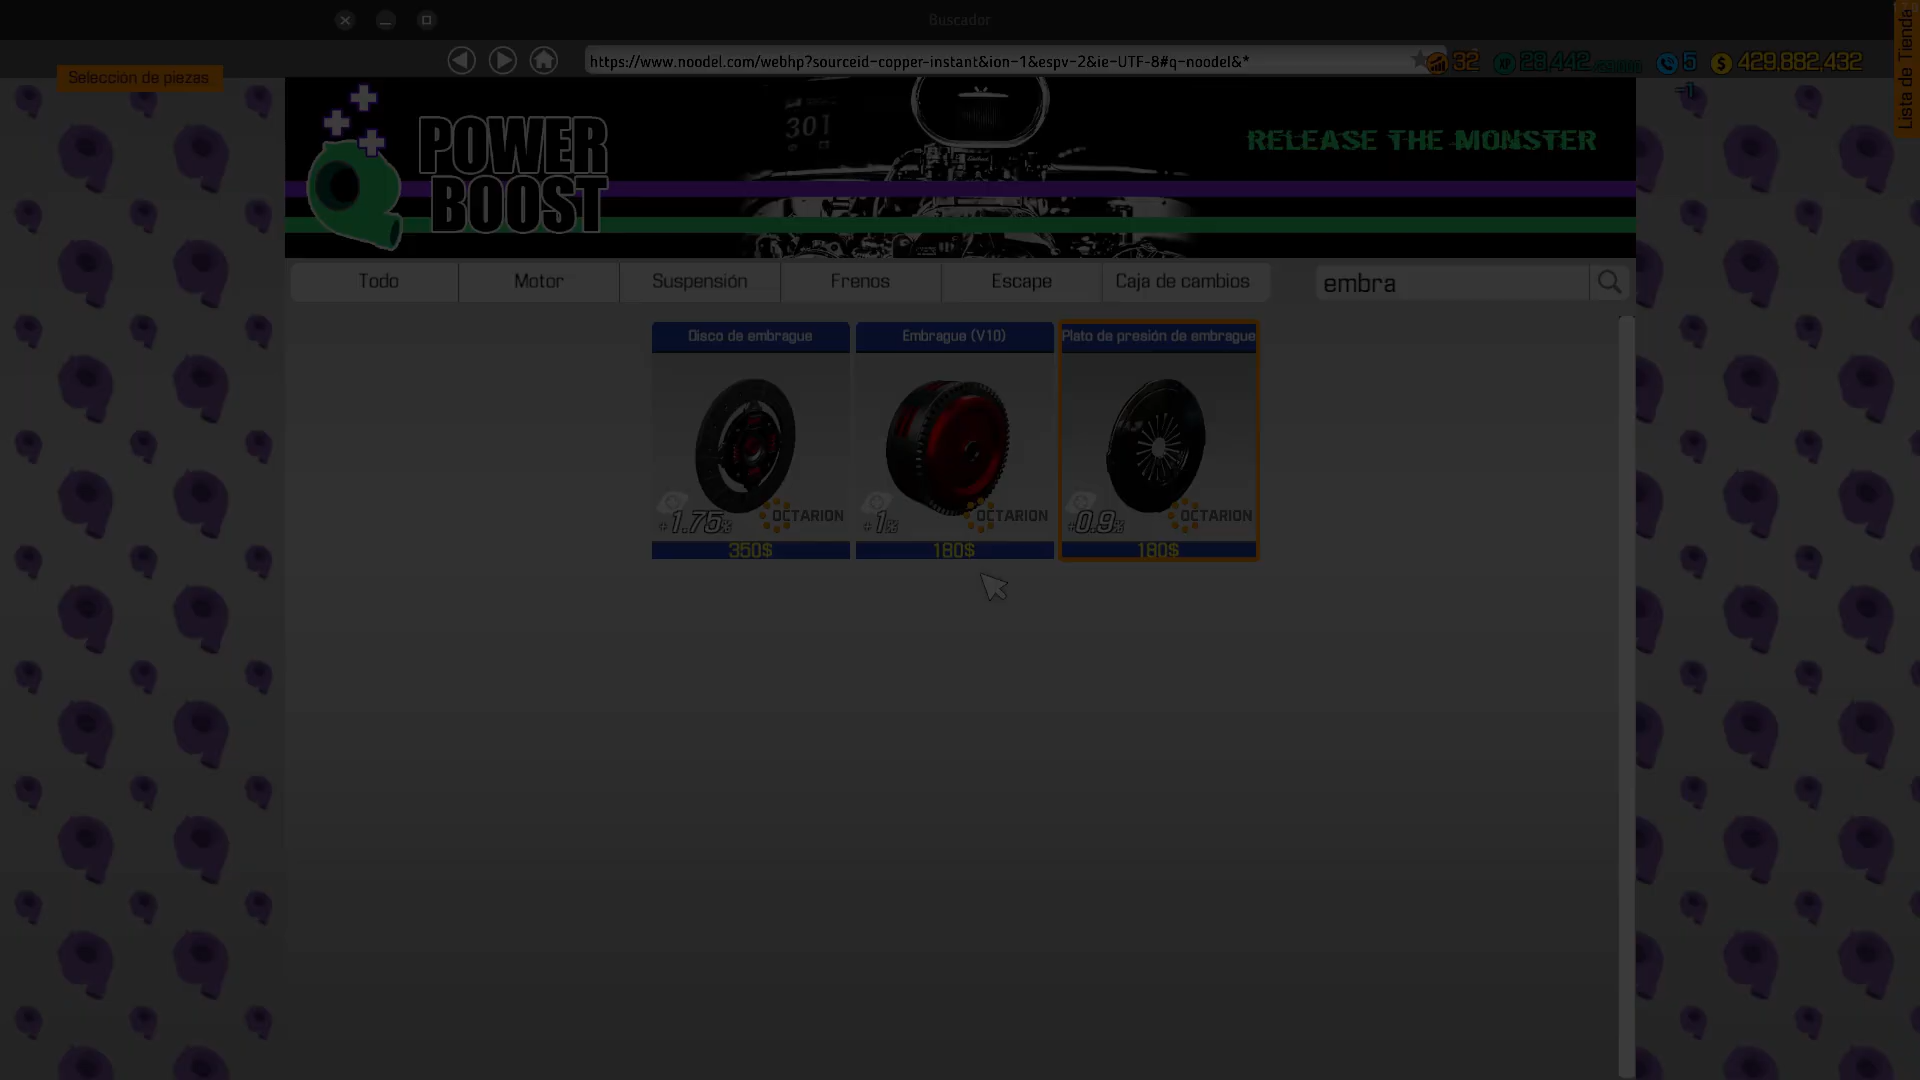 Buscador
https://www.noodel.com/webhp?sourceid-copper-instant&ion-1&espv-2&ie-UTF-8#q-noodel&*
32
XP 28,442
5
$ 429,882,432
-1
Lista de Tienda
Selección de piezas
POWER
BOOST
301
RELEASE THE MONSTER
Todo
Motor
Suspensión
Frenos
Escape
Caja de cambios
embra
Disco de embrague
+1.75%
OCTARION
350$
Embrague (V10)
+1%
OCTARION
180$
Plato de presión de embrague
+0.9%
OCTARION
180$